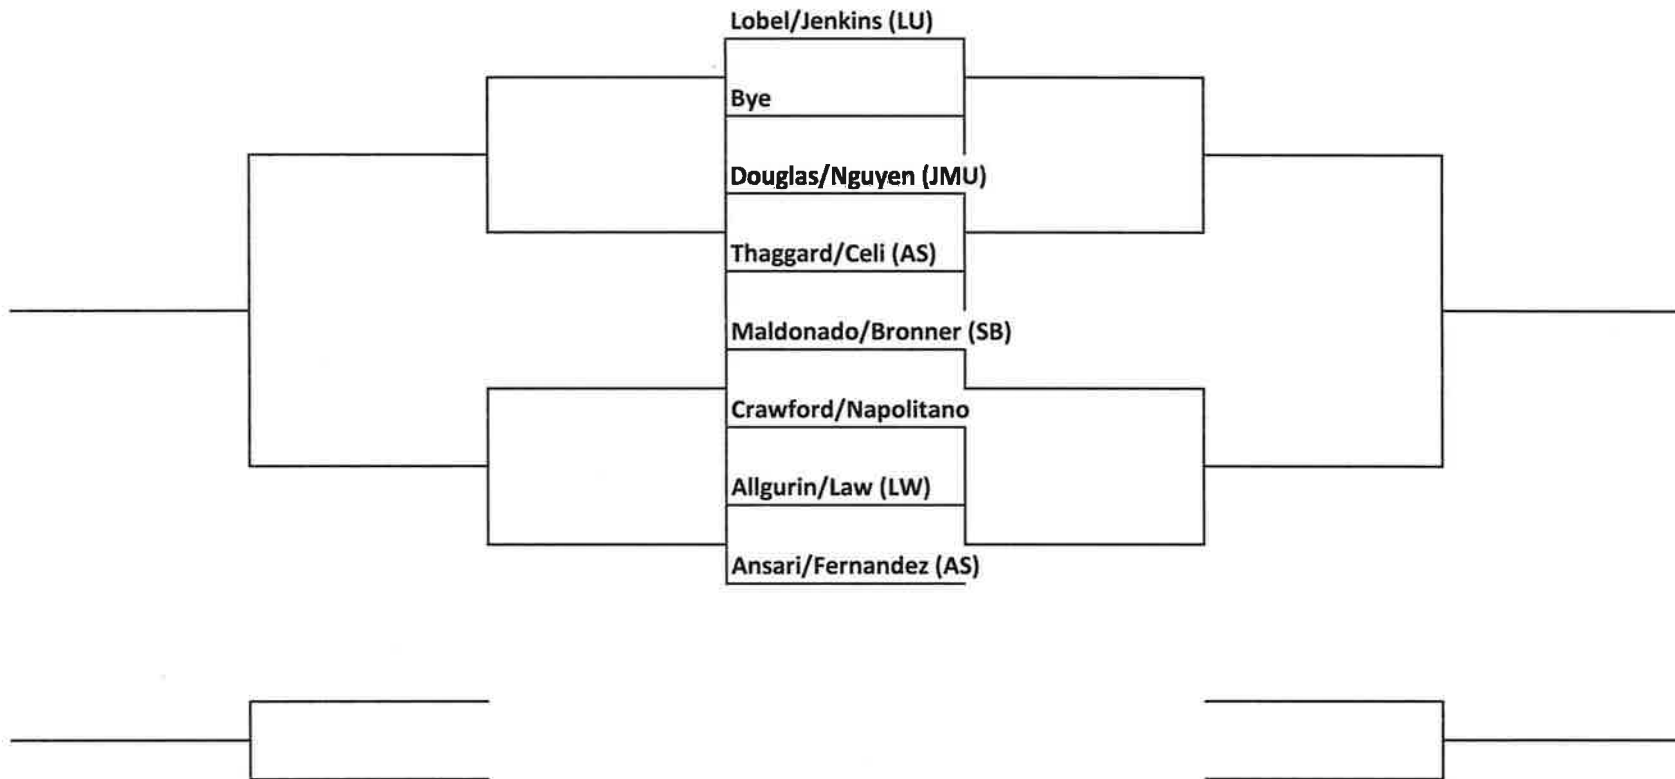 Lobel/Jenkins (LU)
Bye
Douglas/Nguyen (JMU)
Thaggard/Celi (AS)
Maldonado/Bronner (SB)
Crawford/Napolitano
Allgurin/Law (LW)
Ansari/Fernandez (AS)